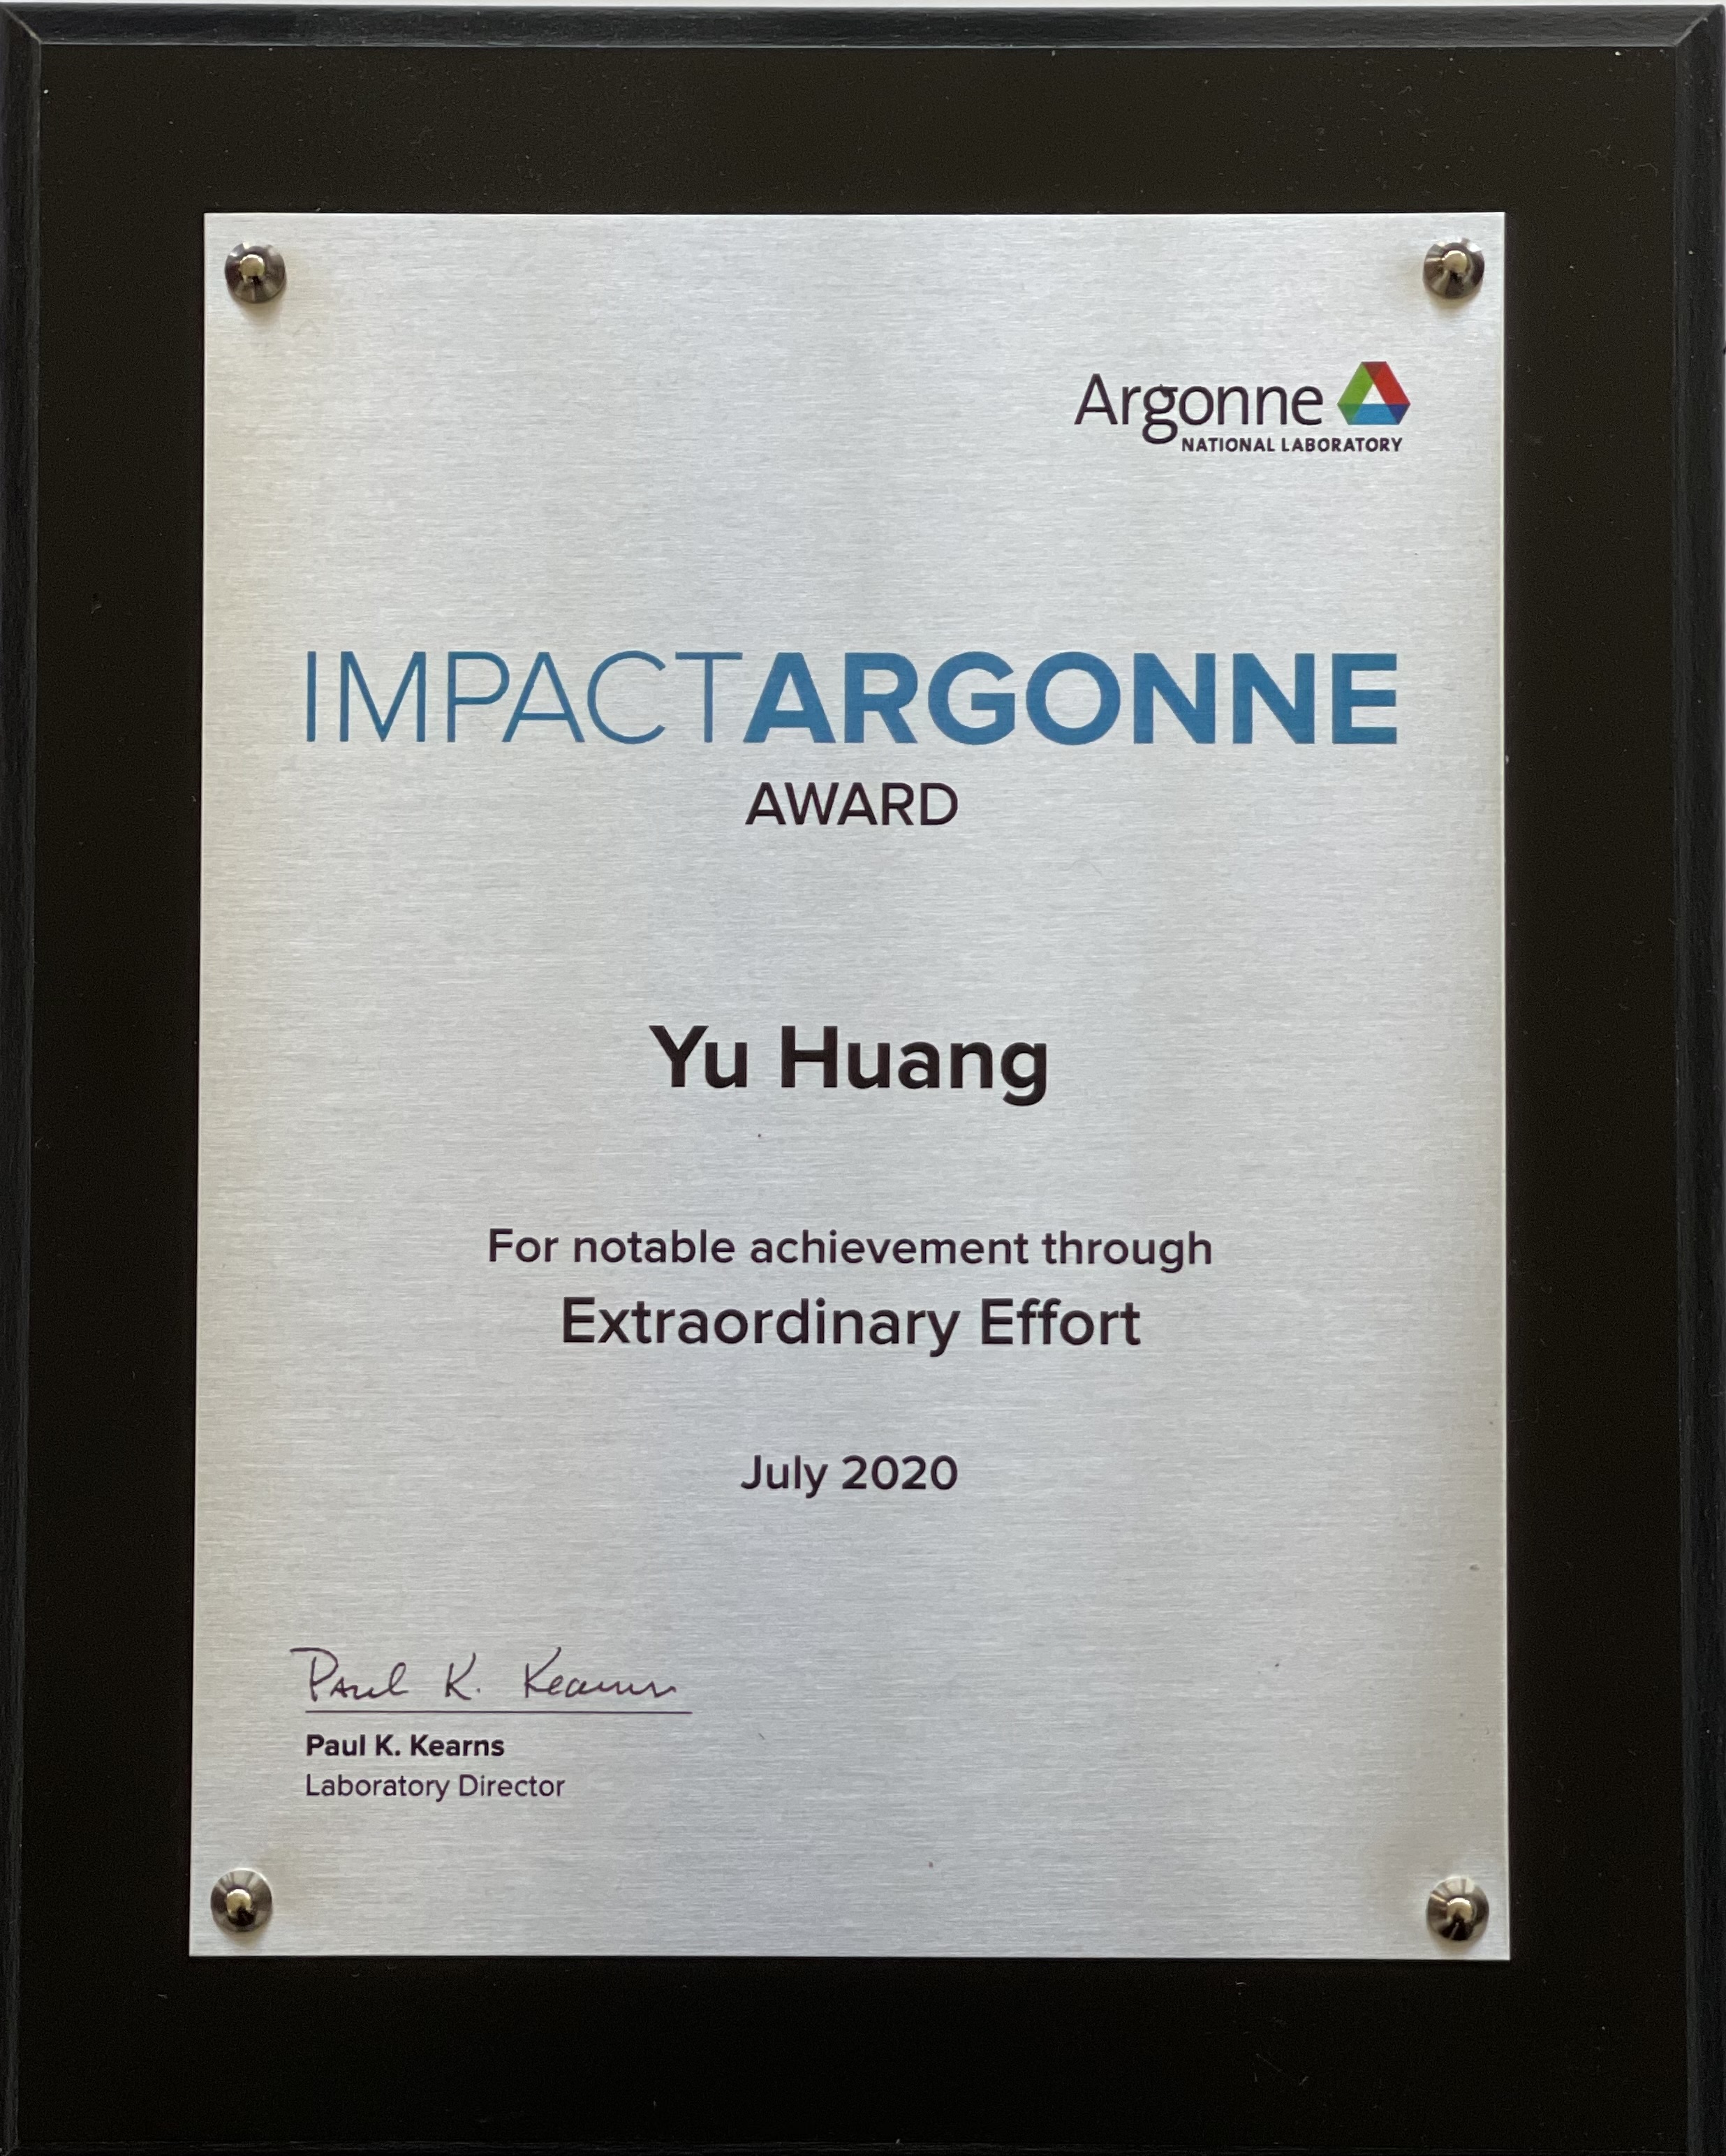 Argonne
NATIONAL LABORATORY
IMPACTARGONNE
AWARD
Yu Huang
For notable achievement through
Extraordinary Effort
July 2020
Paul K. Kearns
Paul K. Kearns
Laboratory Director